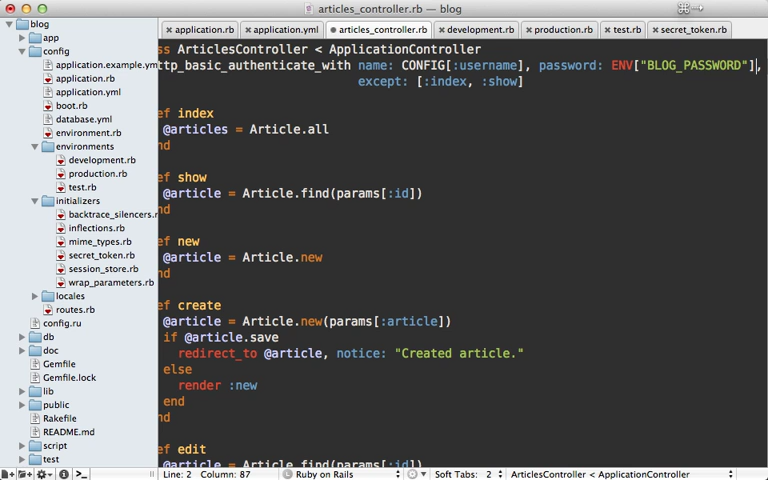 articles_controller.rb — blog
⌘→
blog
app
config
application.example.ym
application.rb
application.yml
boot.rb
database.yml
environment.rb
environments
development.rb
production.rb
test.rb
initializers
backtrace_silencers.r
inflections.rb
mime_types.rb
secret_token.rb
session_store.rb
wrap_parameters.rb
locales
routes.rb
config.ru
db
doc
Gemfile
Gemfile.lock
lib
public
Rakefile
README.md
script
test
application.rb application.yml articles_controller.rb development.rb production.rb test.rb secret_token.rb
ss ArticlesController < ApplicationController
ttp_basic_authenticate_with name: CONFIG[:username], password: ENV["BLOG_PASSWORD"],
except: [:index, :show]
ef index
@articles = Article.all
nd
ef show
@article = Article.find(params[:id])
nd
ef new
@article = Article.new
nd
ef create
@article = Article.new(params[:article])
if @article.save
redirect_to @article, notice: "Created article."
else
render :new
end
nd
ef edit
@article = Article.find(params[:id])
Line: 2 Column: 87 Ruby on Rails Soft Tabs: 2 ArticlesController < ApplicationController